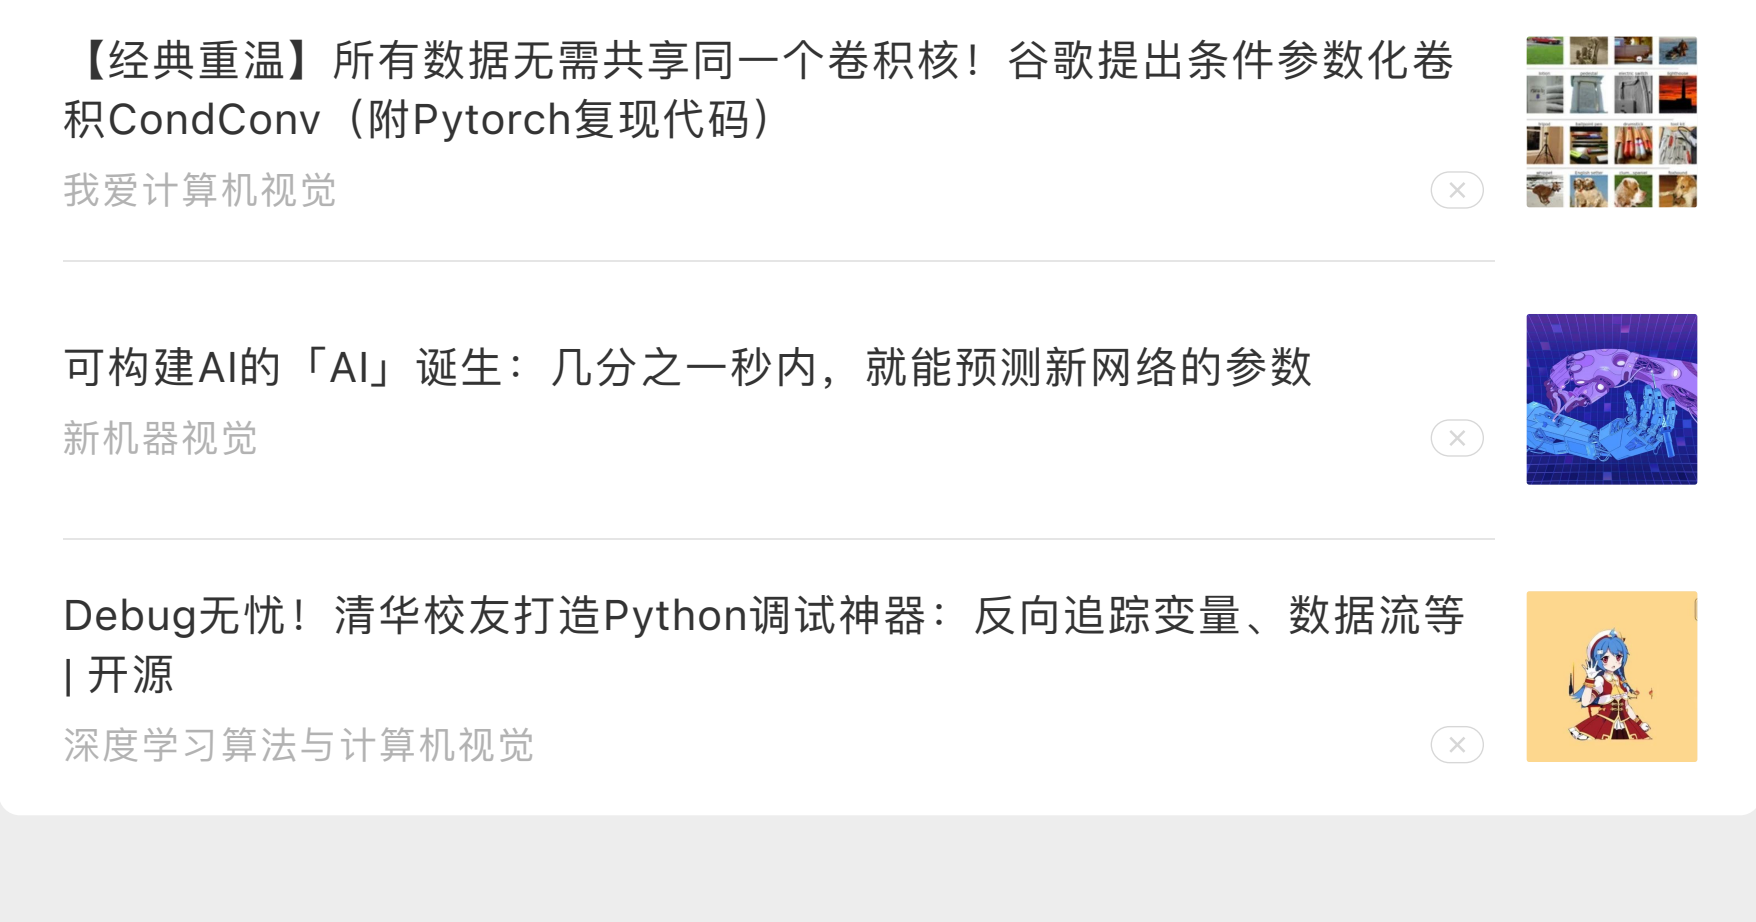 【经典重温】所有数据无需共享同一个卷积核！谷歌提出条件参数化卷
积CondConv（附Pytorch复现代码）
我爱计算机视觉
可构建AI的「AI」诞生：几分之一秒内，就能预测新网络的参数
新机器视觉
Debug无忧！清华校友打造Python调试神器：反向追踪变量、数据流等
| 开源
深度学习算法与计算机视觉